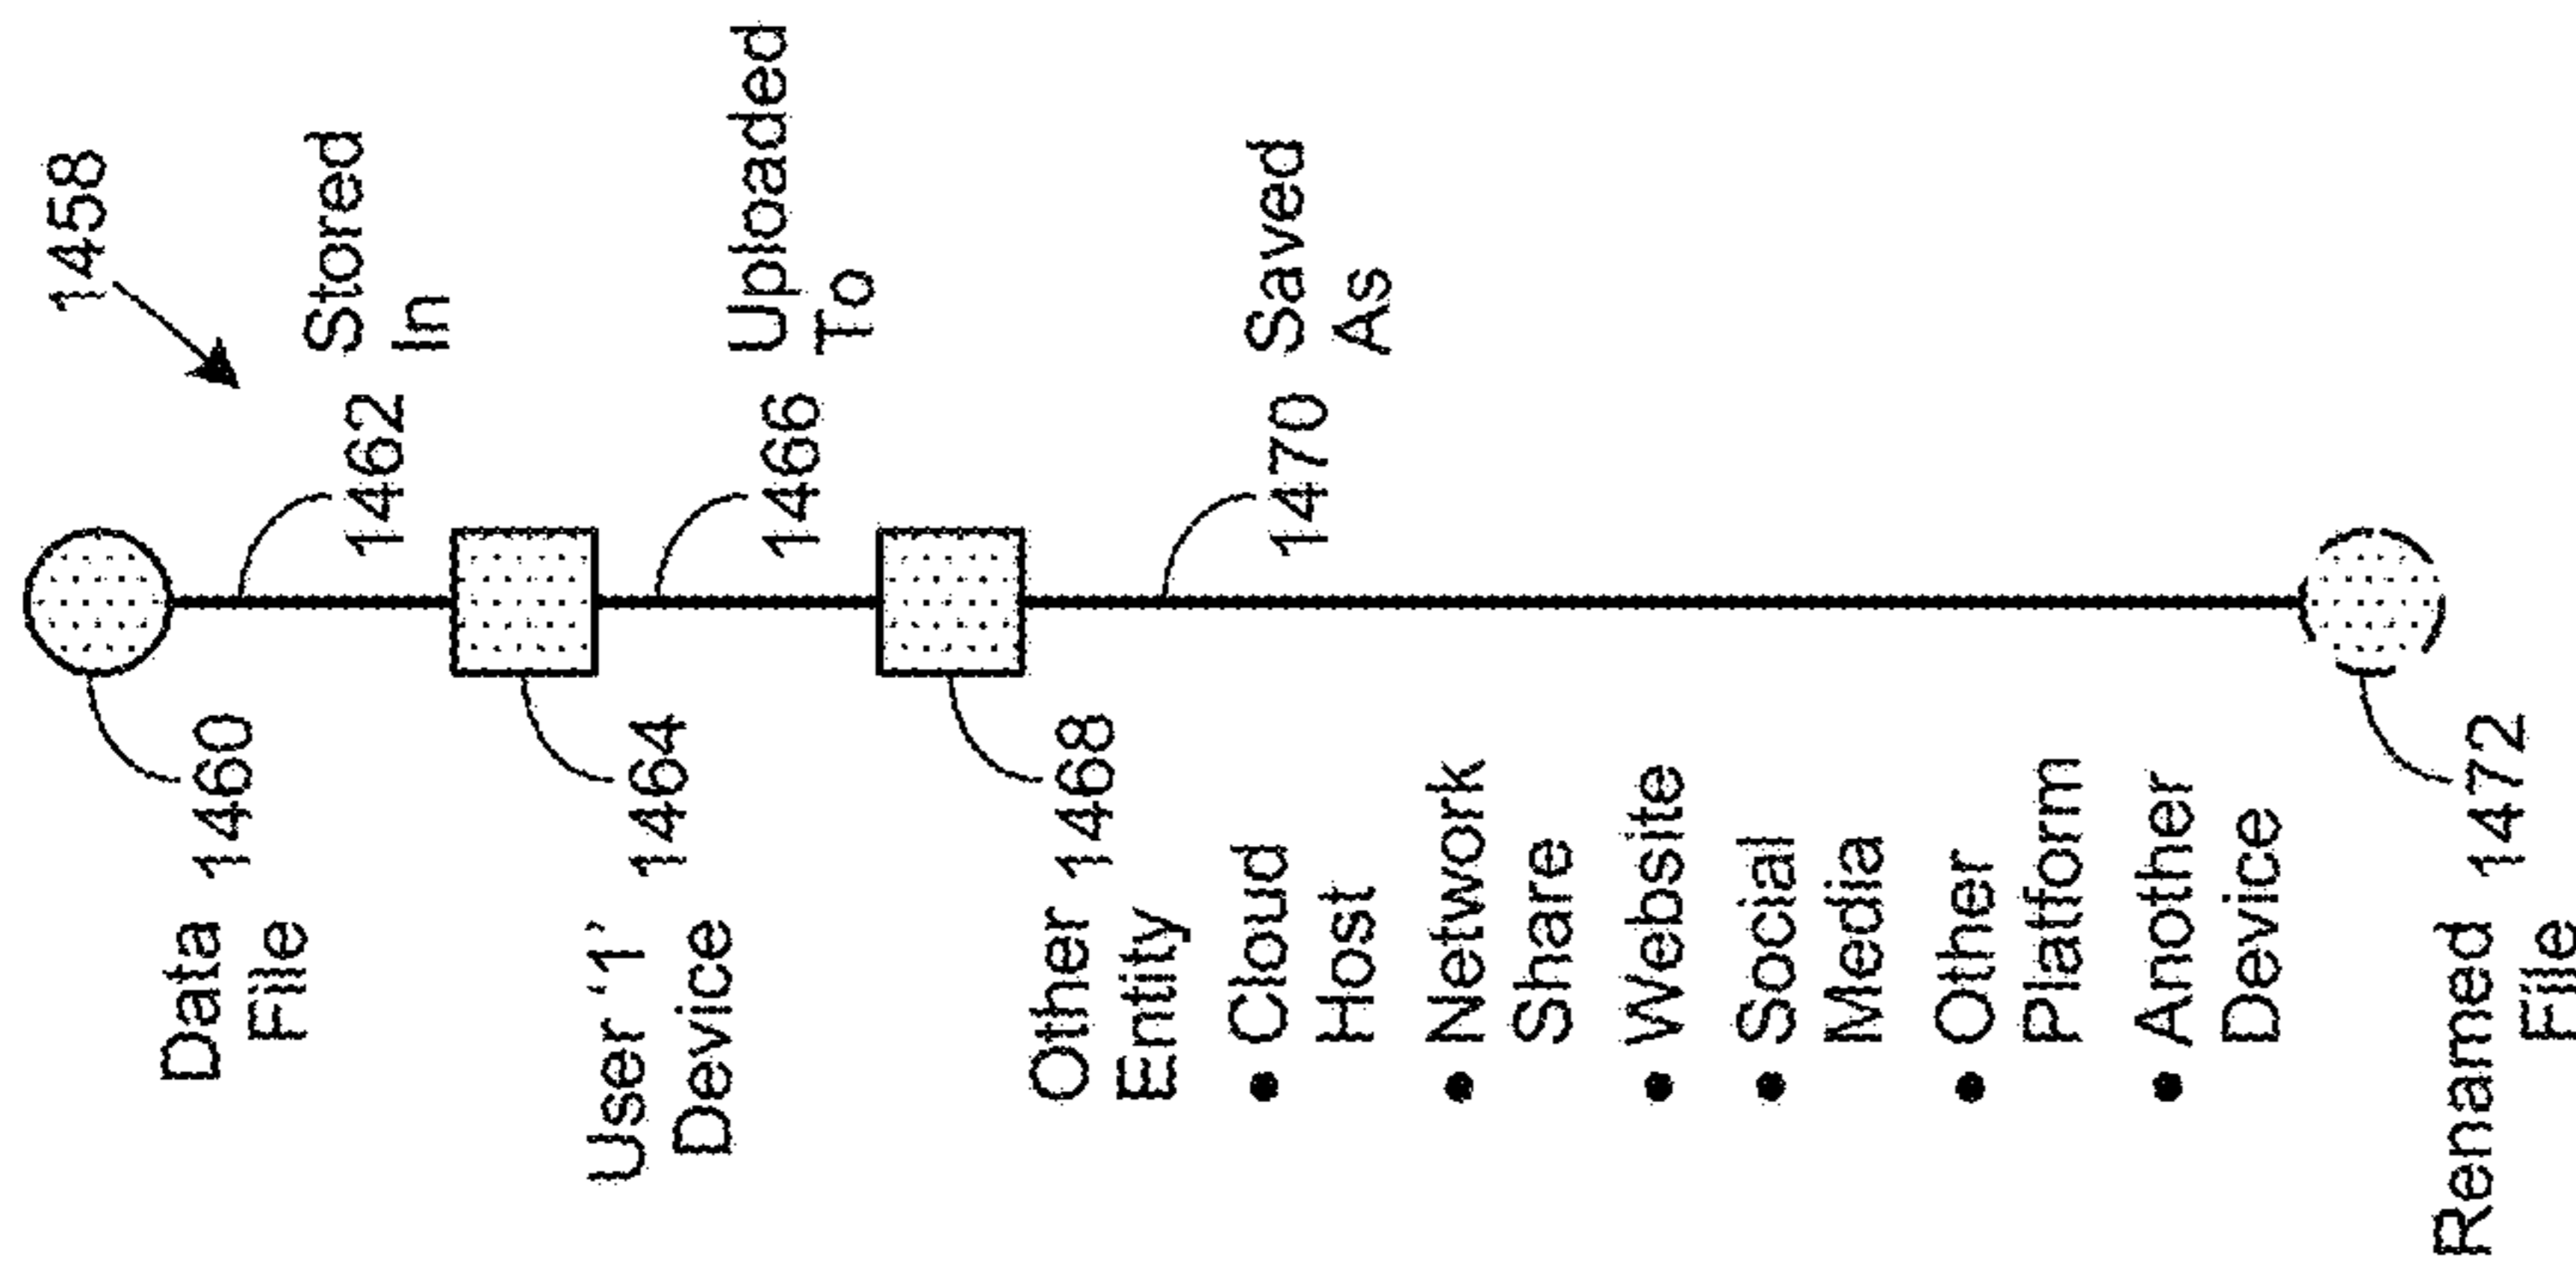 1458
Data
File
1460
1462
Stored
In
User '1'
Device
1464
1466
Uploaded
To
Other
Entity
1468
• Cloud
Host
• Network
Share
• Website
• Social
Media
• Other
Platform
• Another
Device
1470
Saved
As
Renamed
File
1472